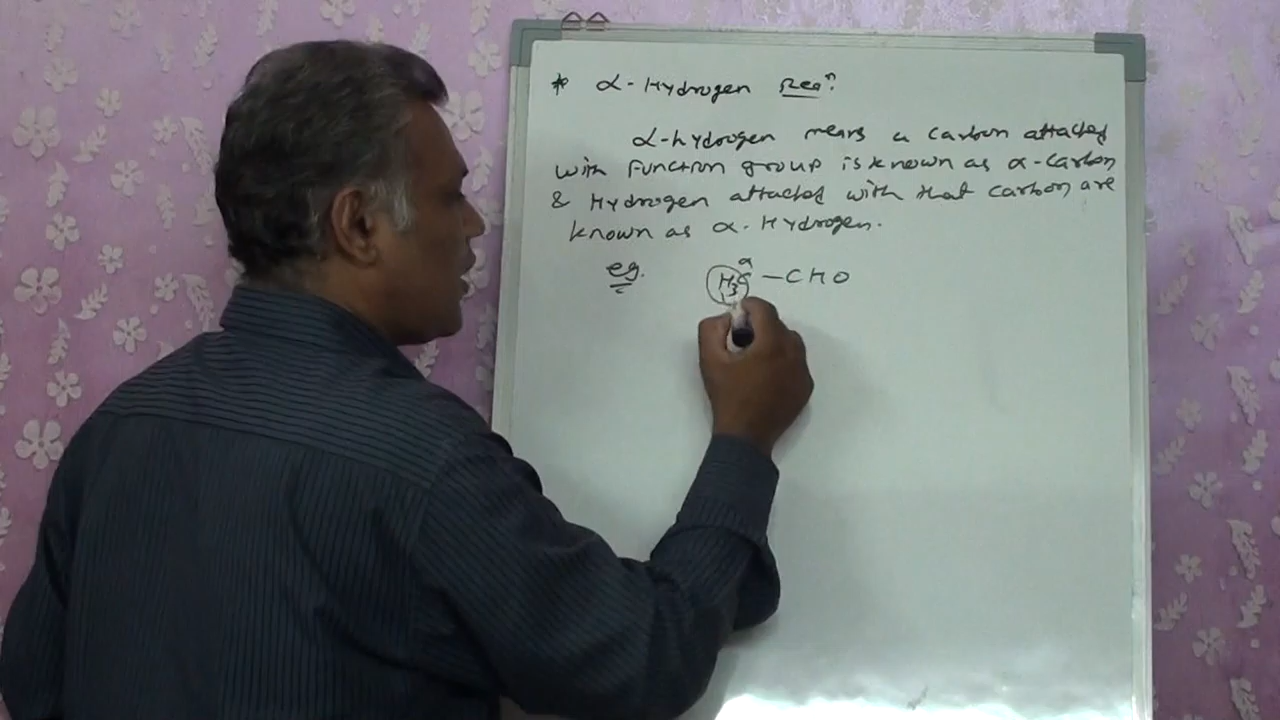 * α-Hydrogen Reaⁿ?
α-hydrogen means a carbon attached
with function group is known as α-carbon
& Hydrogen attached with that carbon are
known as α-Hydrogen.
eg. H₃C^α —CHO